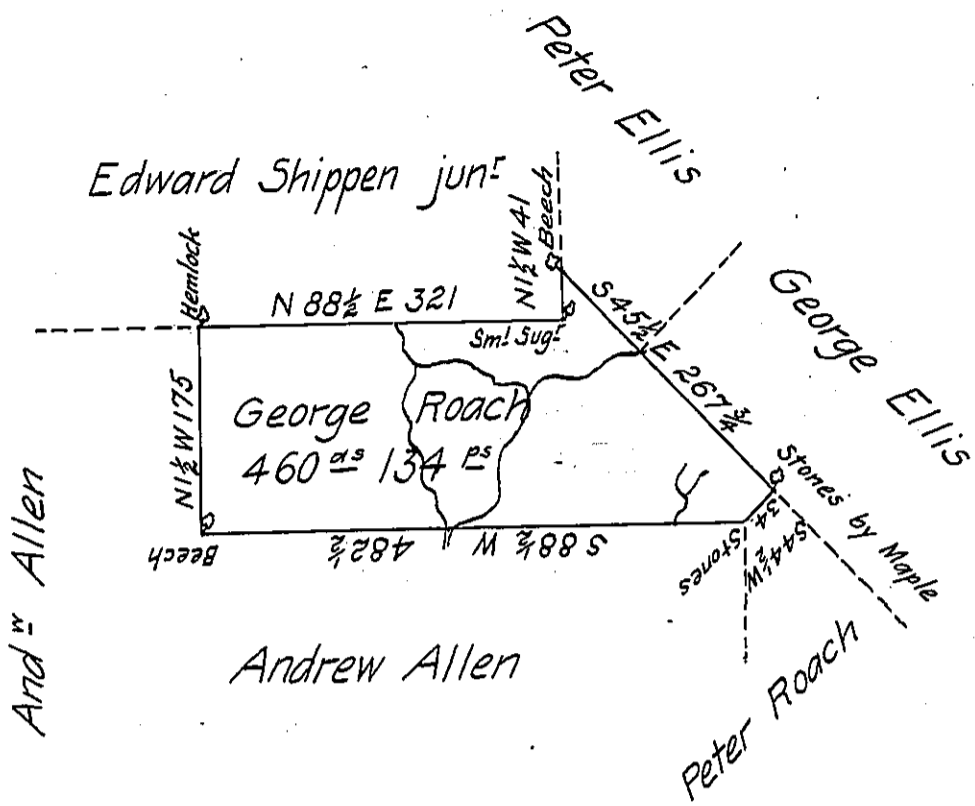 Peter Ellis
Edward Shippen junʳ
N1½W 41
Beech
Hemlock
N 88½ E 321
Smˡ Sugʳ
S45½ E 267¾
George Ellis
N1½W 175
George Roach
460 ᵃˢ 134 ᵖˢ
Stones by Maple
34
S44½W
Beech
482½
S 88½ W
Stones
Andʷ Allen
Andrew Allen
Peter Roach